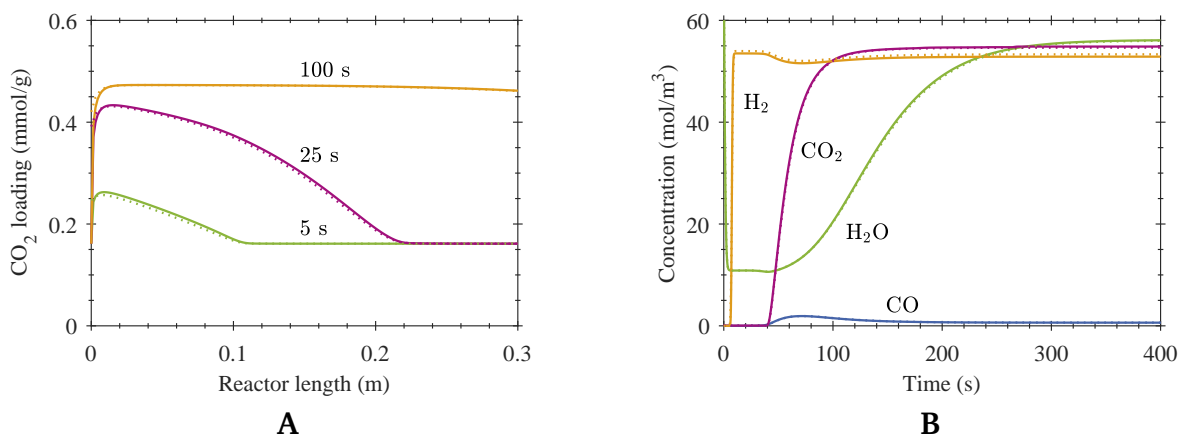 0.6
0.4
0.2
0
CO₂ loading (mmol/g)
100 s
25 s
5 s
0 0.1 0.2 0.3
Reactor length (m)
A
60
40
20
0
Concentration (mol/m³)
H₂
CO₂
H₂O
CO
0 100 200 300 400
Time (s)
B